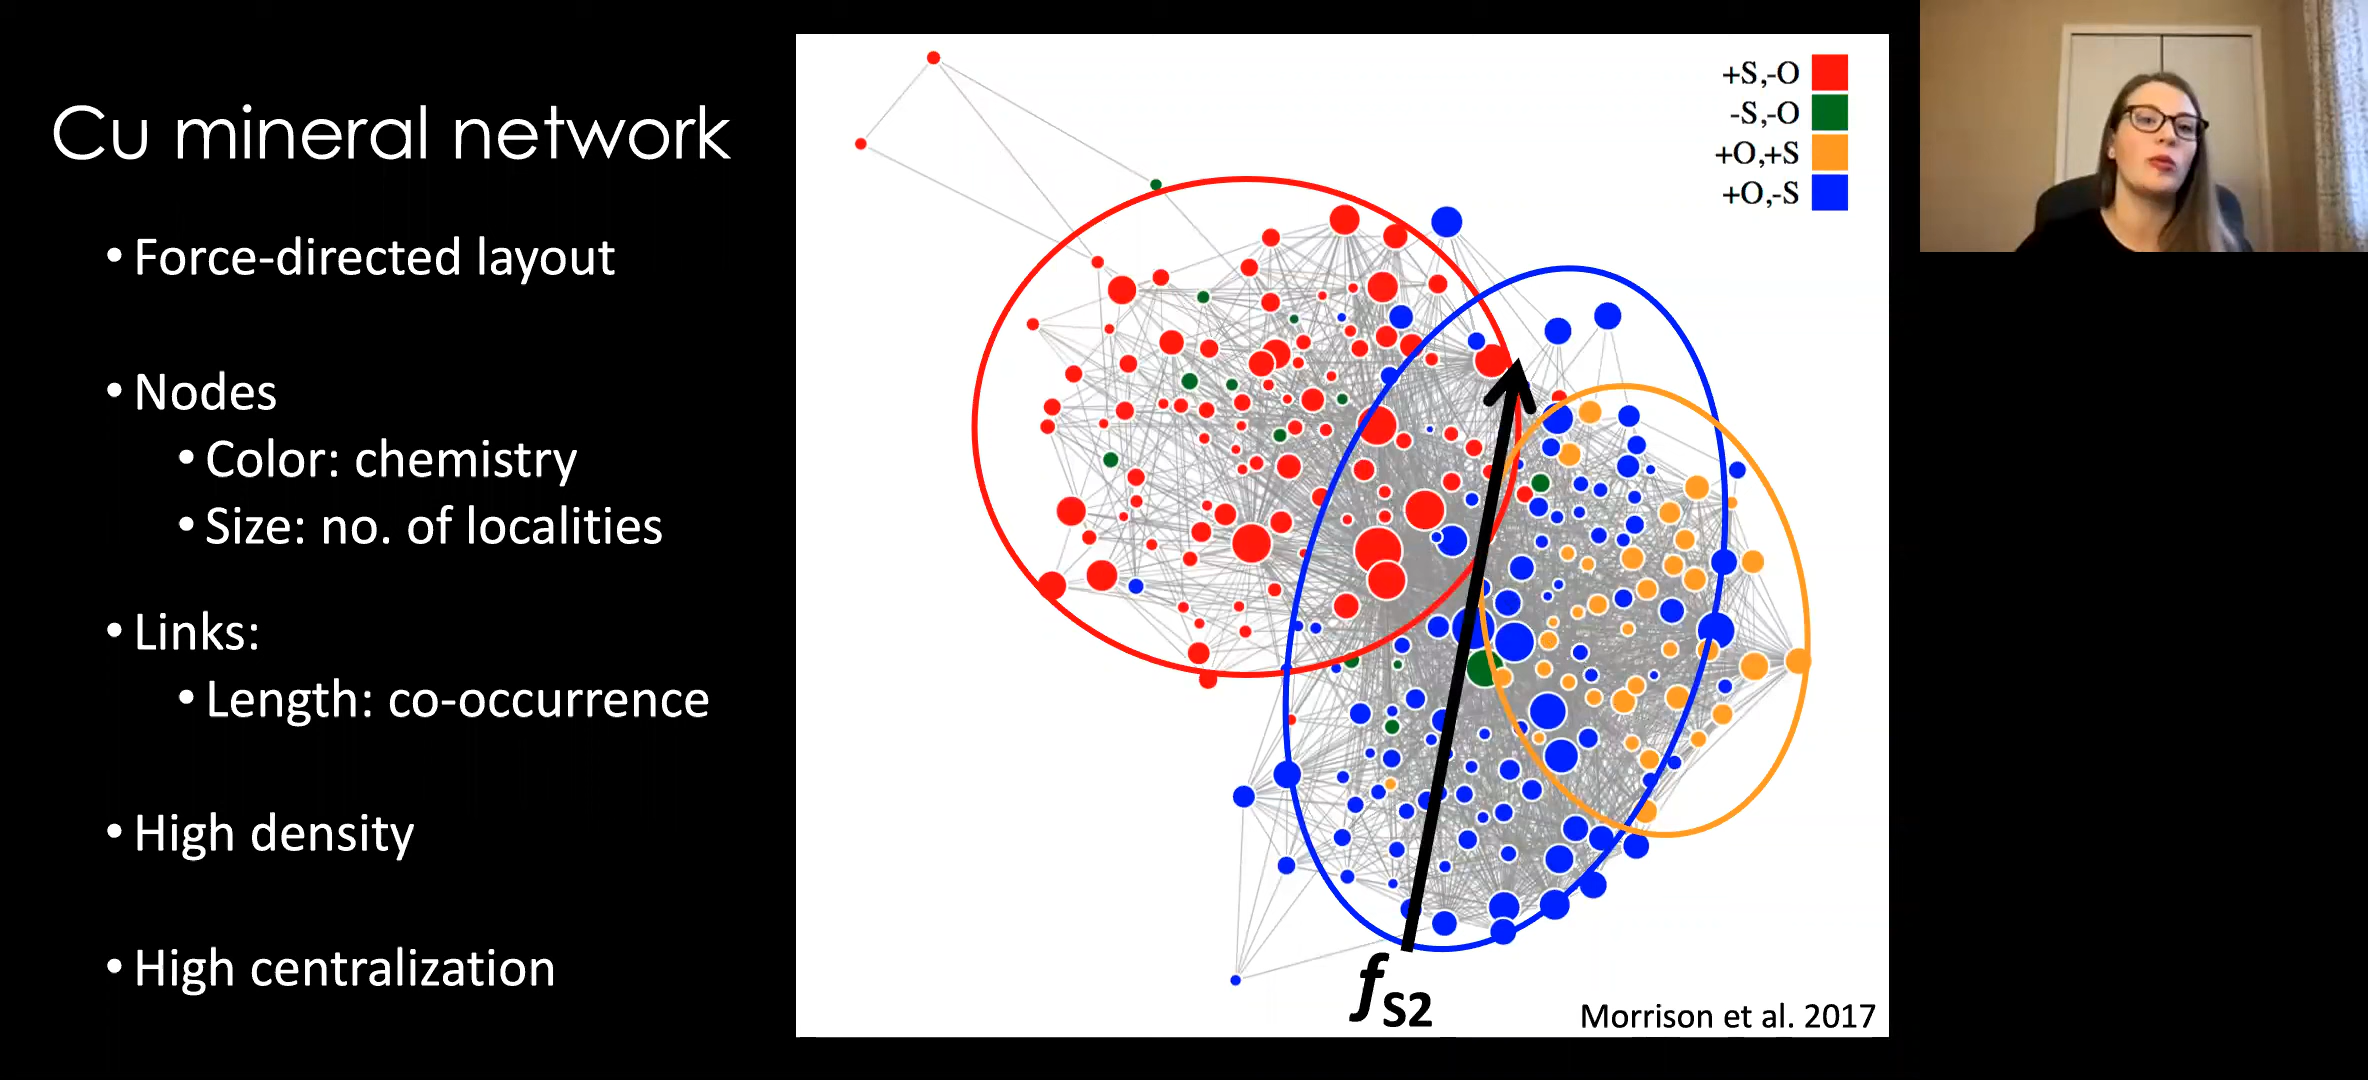 Cu mineral network
• Force-directed layout
• Nodes
• Color: chemistry
• Size: no. of localities
• Links:
• Length: co-occurrence
• High density
• High centralization
+S,-O
-S,-O
+O,+S
+O,-S
fS2
Morrison et al. 2017